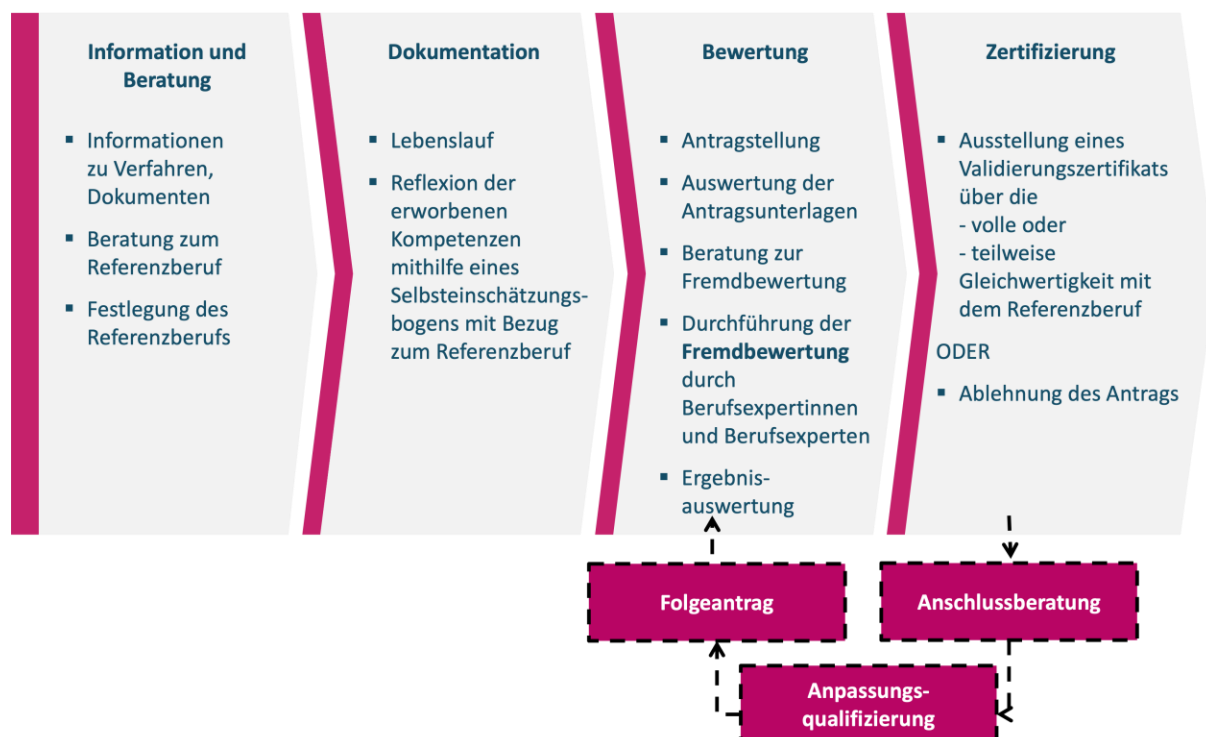 Information und
Beratung
▪ Informationen
zu Verfahren,
Dokumenten
▪ Beratung zum
Referenzberuf
▪ Festlegung des
Referenzberufs
Dokumentation
▪ Lebenslauf
▪ Reflexion der
erworbenen
Kompetenzen
mithilfe eines
Selbsteinschätzungs-
bogens mit Bezug
zum Referenzberuf
Bewertung
▪ Antragstellung
▪ Auswertung der
Antragsunterlagen
▪ Beratung zur
Fremdbewertung
▪ Durchführung der
Fremdbewertung
durch
Berufsexpertinnen
und Berufsexperten
▪ Ergebnis-
auswertung
Zertifizierung
▪ Ausstellung eines
Validierungszertifikats
über die
- volle oder
- teilweise
Gleichwertigkeit mit
dem Referenzberuf
ODER
▪ Ablehnung des Antrags
Folgeantrag
Anschlussberatung
Anpassungs-
qualifizierung